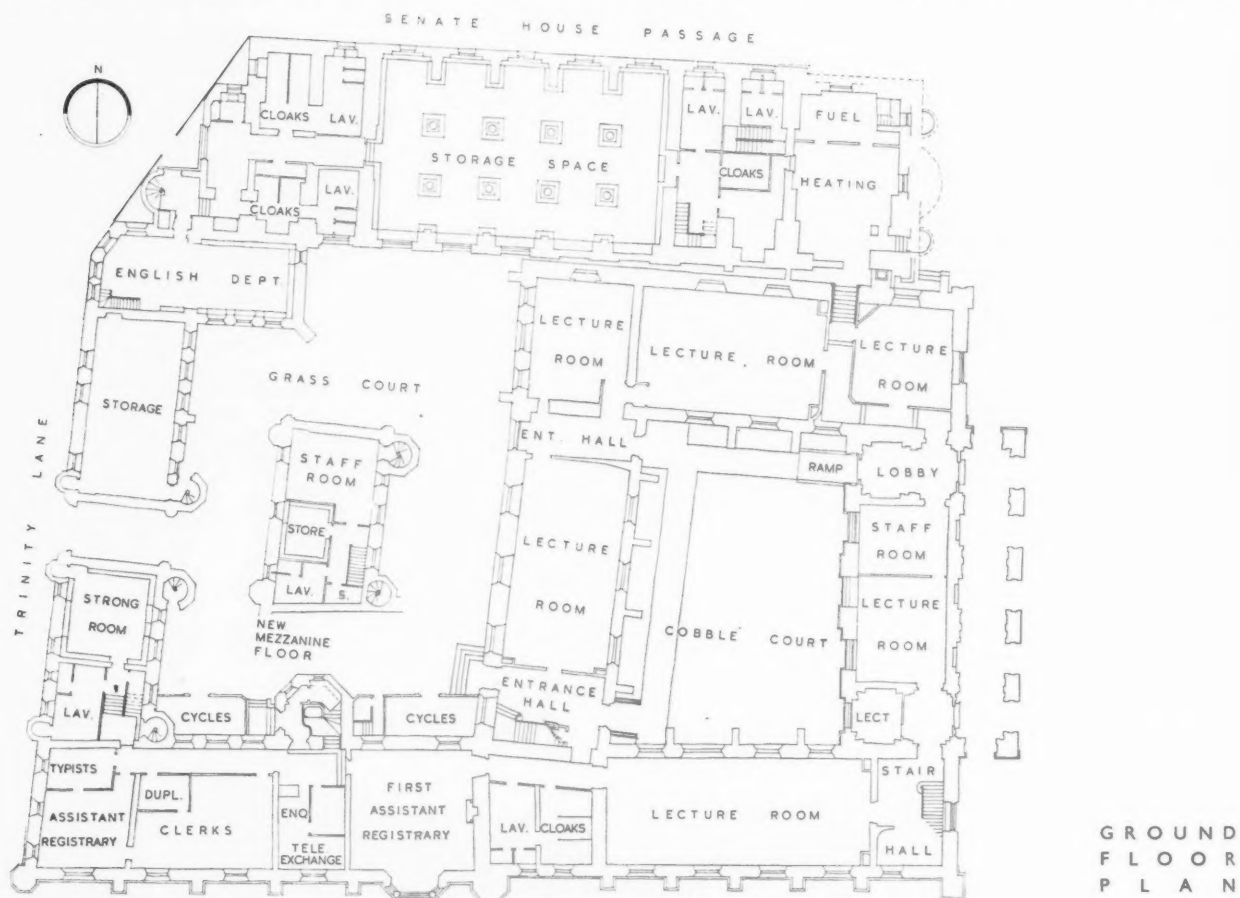 SENATE HOUSE PASSAGE
N
CLOAKS
LAV.
LAV.
LAV.
FUEL
STORAGE SPACE
CLOAKS
HEATING
CLOAKS
LAV.
ENGLISH DEPT
LECTURE
ROOM
LECTURE ROOM
LECTURE
ROOM
GRASS COURT
STORAGE
TRINITY LANE
ENT. HALL
STAFF
ROOM
RAMP
LOBBY
STORE
STAFF
ROOM
LECTURE
ROOM
LAV.
S.
STRONG
ROOM
NEW
MEZZANINE
FLOOR
COBBLE COURT
LECTURE
ROOM
ENTRANCE
HALL
LAV.
CYCLES
CYCLES
LECT
TYPISTS
DUPL.
ASSISTANT
REGISTRARY
CLERKS
ENQ.
TELE
EXCHANGE
FIRST
ASSISTANT
REGISTRARY
LAV.
CLOAKS
LECTURE ROOM
STAIR
HALL
GROUND
FLOOR
PLAN